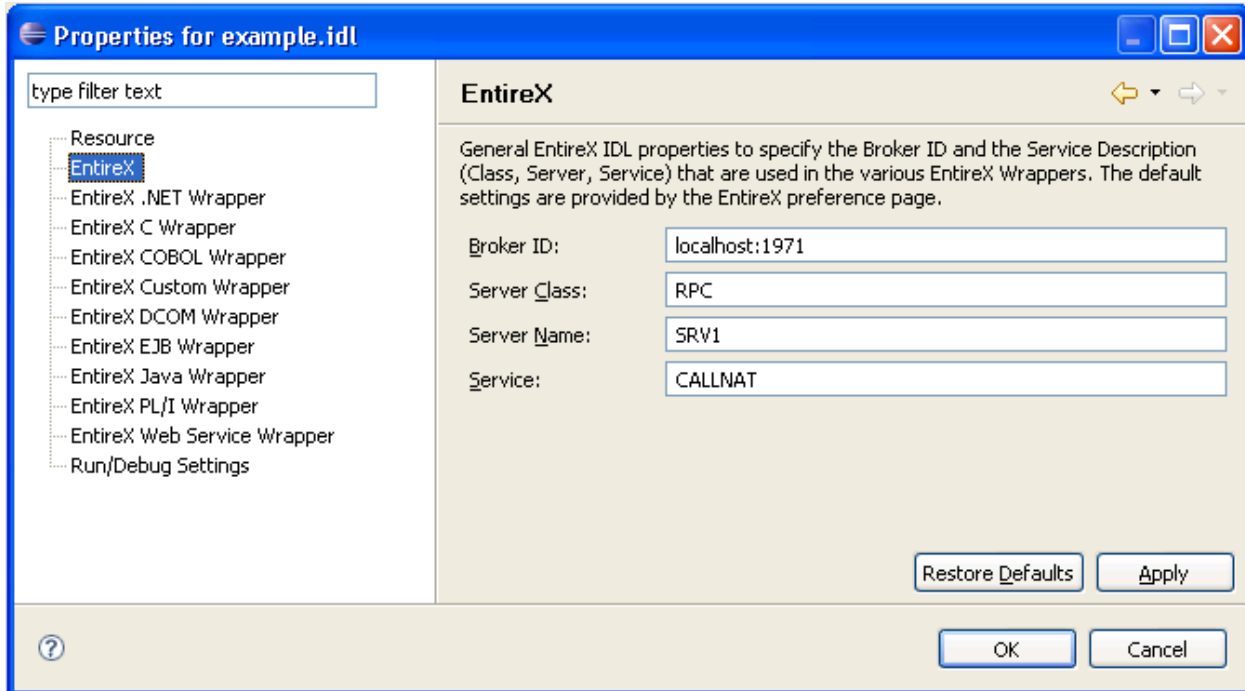 Properties for example.idl
type filter text
Resource
EntireX
EntireX .NET Wrapper
EntireX C Wrapper
EntireX COBOL Wrapper
EntireX Custom Wrapper
EntireX DCOM Wrapper
EntireX EJB Wrapper
EntireX Java Wrapper
EntireX PL/I Wrapper
EntireX Web Service Wrapper
Run/Debug Settings
EntireX
General EntireX IDL properties to specify the Broker ID and the Service Description
(Class, Server, Service) that are used in the various EntireX Wrappers. The default
settings are provided by the EntireX preference page.
Broker ID: localhost:1971
Server Class: RPC
Server Name: SRV1
Service: CALLNAT
Restore Defaults Apply
? OK Cancel